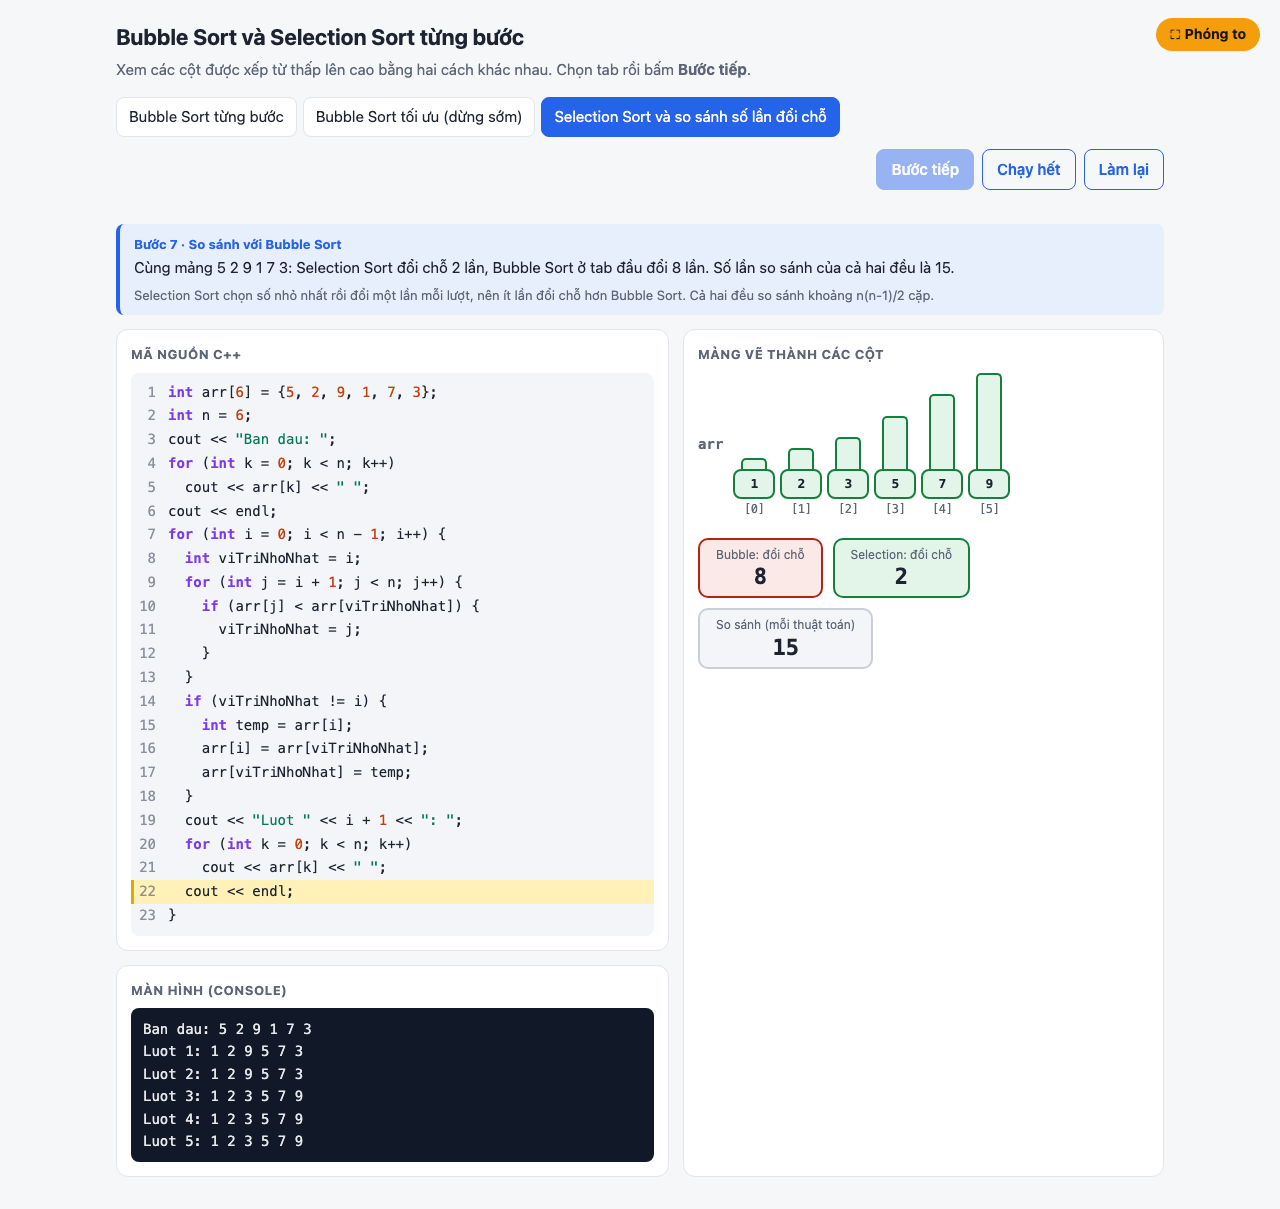 Bubble Sort và Selection Sort từng bước
Phóng to
Xem các cột được xếp từ thấp lên cao bằng hai cách khác nhau. Chọn tab rồi bấm Bước tiếp.
Bubble Sort từng bước
Bubble Sort tối ưu (dừng sớm)
Selection Sort và so sánh số lần đổi chỗ
Bước tiếp
Chạy hết
Làm lại
Bước 7 · So sánh với Bubble Sort
Cùng mảng 5 2 9 1 7 3: Selection Sort đổi chỗ 2 lần, Bubble Sort ở tab đầu đổi 8 lần. Số lần so sánh của cả hai đều là 15.
Selection Sort chọn số nhỏ nhất rồi đổi một lần mỗi lượt, nên ít lần đổi chỗ hơn Bubble Sort. Cả hai đều so sánh khoảng n(n-1)/2 cặp.
MÃ NGUỒN C++
1 int arr[6] = {5, 2, 9, 1, 7, 3};
2 int n = 6;
3 cout << "Ban dau: ";
4 for (int k = 0; k < n; k++)
5   cout << arr[k] << " ";
6 cout << endl;
7 for (int i = 0; i < n – 1; i++) {
8   int viTriNhoNhat = i;
9   for (int j = i + 1; j < n; j++) {
10     if (arr[j] < arr[viTriNhoNhat]) {
11       viTriNhoNhat = j;
12     }
13   }
14   if (viTriNhoNhat != i) {
15     int temp = arr[i];
16     arr[i] = arr[viTriNhoNhat];
17     arr[viTriNhoNhat] = temp;
18   }
19   cout << "Luot " << i + 1 << ": ";
20   for (int k = 0; k < n; k++)
21     cout << arr[k] << " ";
22   cout << endl;
23 }
MÀN HÌNH (CONSOLE)
Ban dau: 5 2 9 1 7 3
Luot 1: 1 2 9 5 7 3
Luot 2: 1 2 9 5 7 3
Luot 3: 1 2 3 5 7 9
Luot 4: 1 2 3 5 7 9
Luot 5: 1 2 3 5 7 9
MẢNG VẼ THÀNH CÁC CỘT
arr
1 2 3 5 7 9
[0] [1] [2] [3] [4] [5]
Bubble: đổi chỗ
8
Selection: đổi chỗ
2
So sánh (mỗi thuật toán)
15